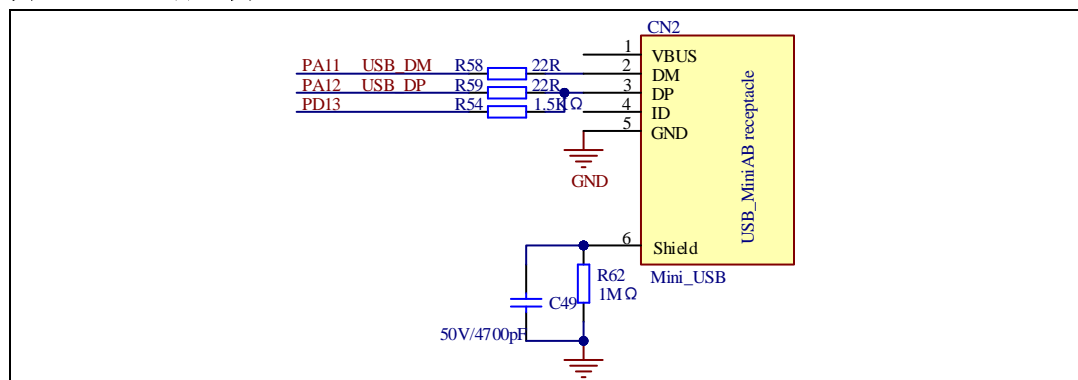 CN2
1 VBUS
PA11 USB_DM R58 22R 2 DM
PA12 USB_DP R59 22R 3 DP
PD13 R54 1.5KΩ 4 ID
5 GND
GND
USB_MiniAB receptacle
6 Shield
R62
1MΩ
Mini_USB
C49
50V/4700pF